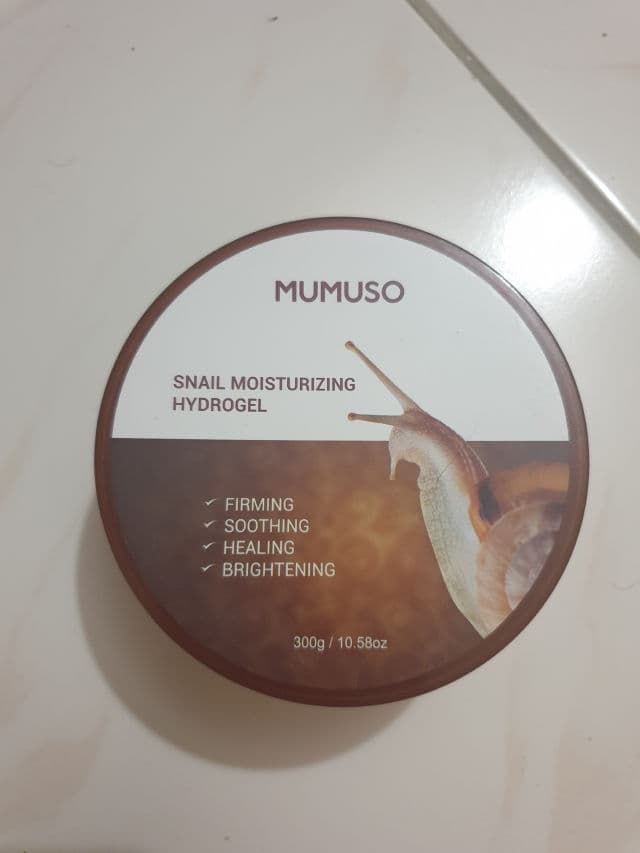 MUMUSO
SNAIL MOISTURIZING
HYDROGEL
FIRMING
SOOTHING
HEALING
BRIGHTENING
300g / 10.58oz